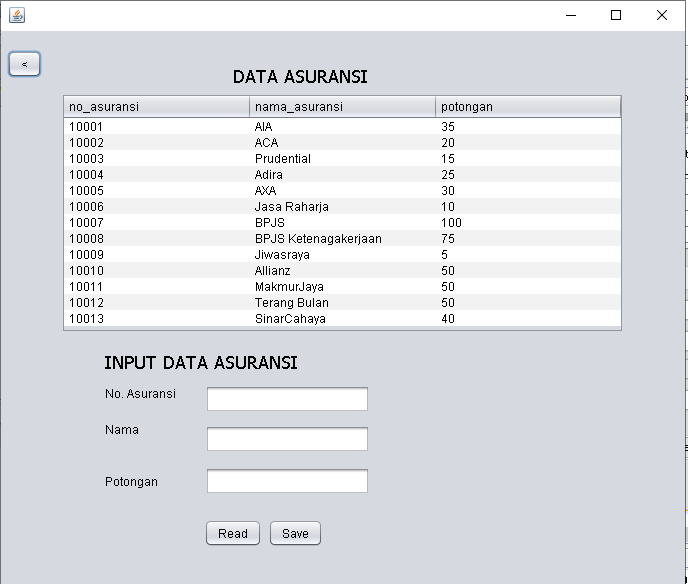 <
DATA ASURANSI
no_asuransi nama_asuransi potongan
10001 AIA 35
10002 ACA 20
10003 Prudential 15
10004 Adira 25
10005 AXA 30
10006 Jasa Raharja 10
10007 BPJS 100
10008 BPJS Ketenagakerjaan 75
10009 Jiwasraya 5
10010 Allianz 50
10011 MakmurJaya 50
10012 Terang Bulan 50
10013 SinarCahaya 40
INPUT DATA ASURANSI
No. Asuransi
Nama
Potongan
Read Save